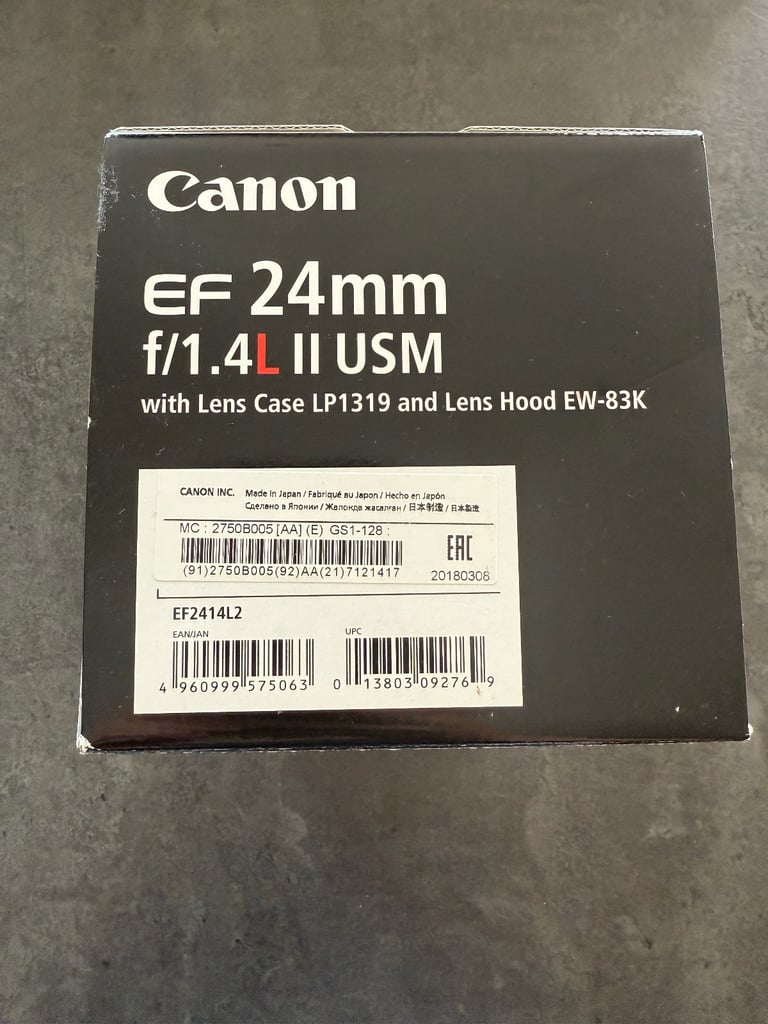 Canon
EF 24mm
f/1.4L II USM
with Lens Case LP1319 and Lens Hood EW-83K
CANON INC. Made in Japan / Fabriqué au Japon / Hecho en Japón
Сделано в Японии / Жапонда жасалған / 日本製造 / 日本制造
MC : 2750B005 [AA] (E) GS1-128 :
EAC
(91)2750B005(92)AA(21)7121417
20180308
EF2414L2
EAN/JAN
UPC
4 960999 575063
0 13803 09276 9